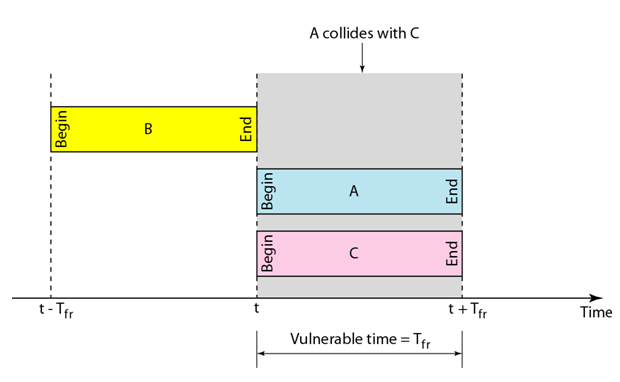 A collides with C
Begin B End
Begin A End
Begin C End
t - Tfr t t + Tfr
Time
Vulnerable time = Tfr